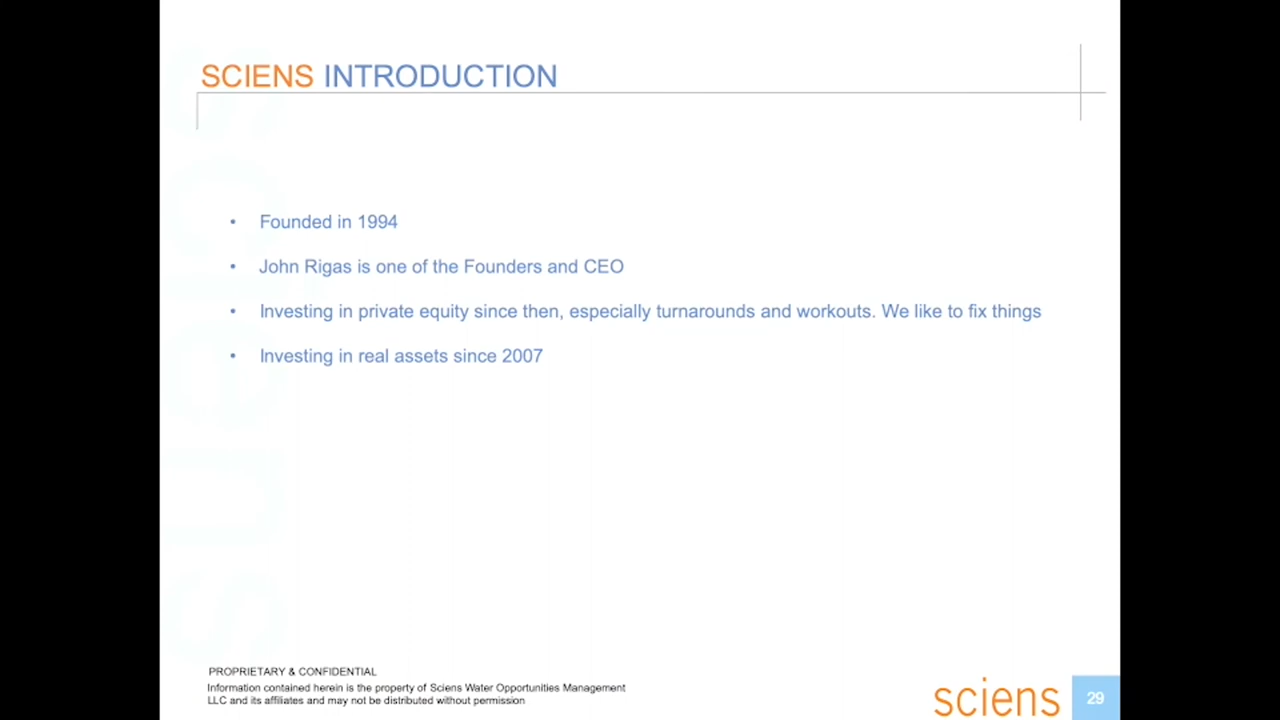 SCIENS INTRODUCTION
• Founded in 1994
• John Rigas is one of the Founders and CEO
• Investing in private equity since then, especially turnarounds and workouts. We like to fix things
• Investing in real assets since 2007
sciens
PROPRIETARY & CONFIDENTIAL
Information contained herein is the property of Sciens Water Opportunities Management
LLC and its affiliates and may not be distributed without permission
sciens
29